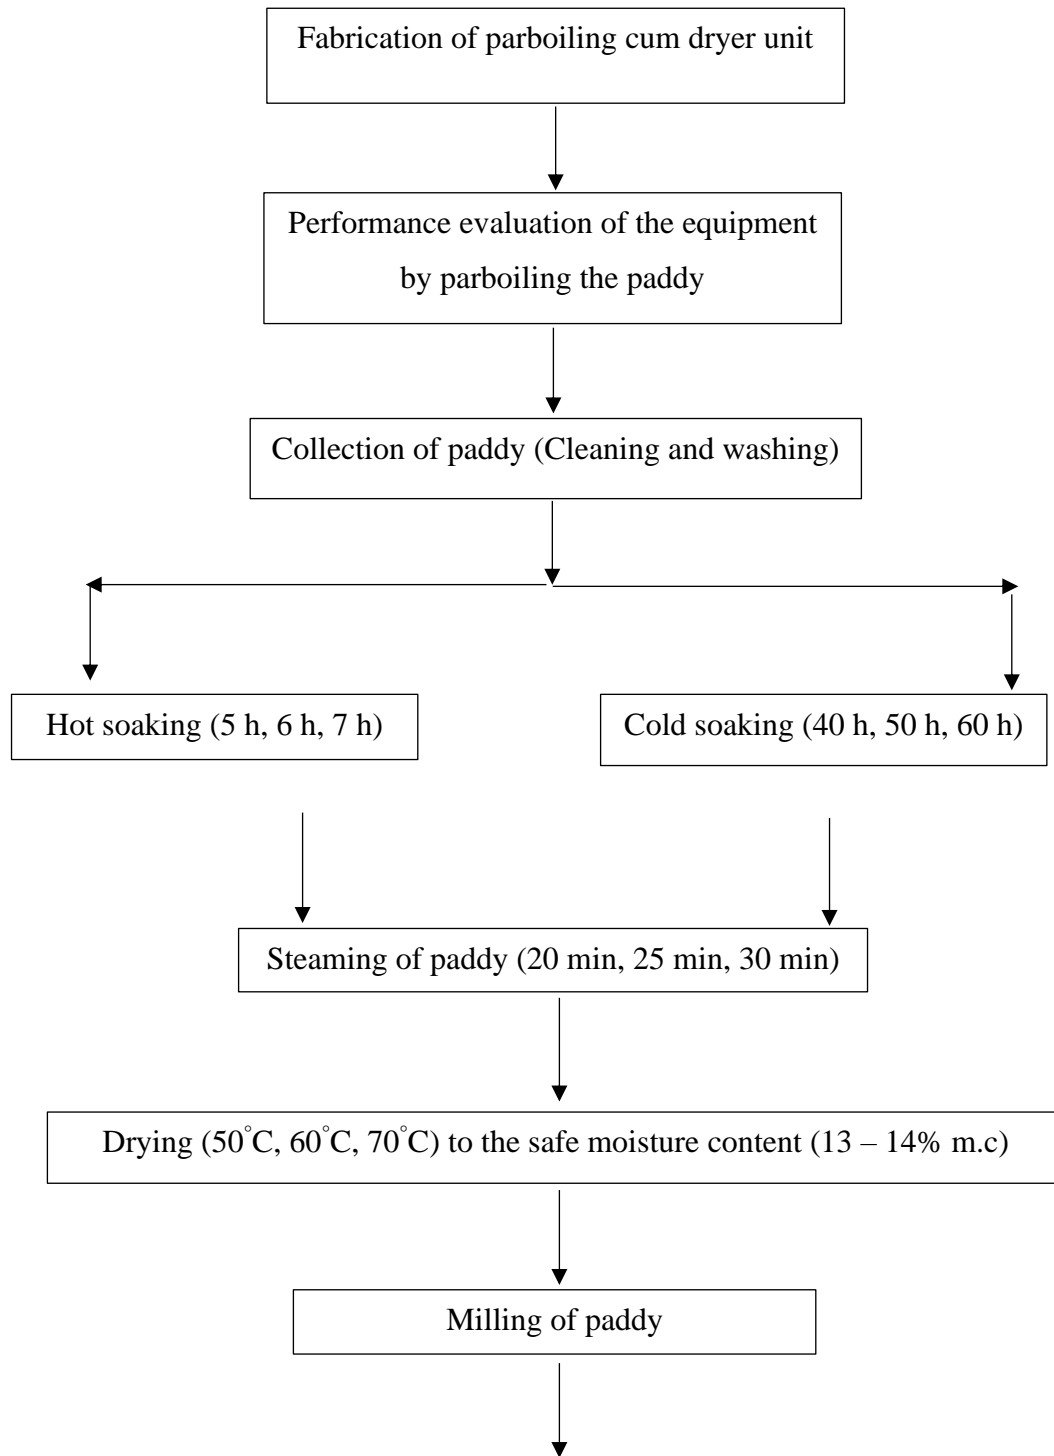 Fabrication of parboiling cum dryer unit
Performance evaluation of the equipment
by parboiling the paddy
Collection of paddy (Cleaning and washing)
Hot soaking (5 h, 6 h, 7 h)
Cold soaking (40 h, 50 h, 60 h)
Steaming of paddy (20 min, 25 min, 30 min)
Drying (50°C, 60°C, 70°C) to the safe moisture content (13 – 14% m.c)
Milling of paddy